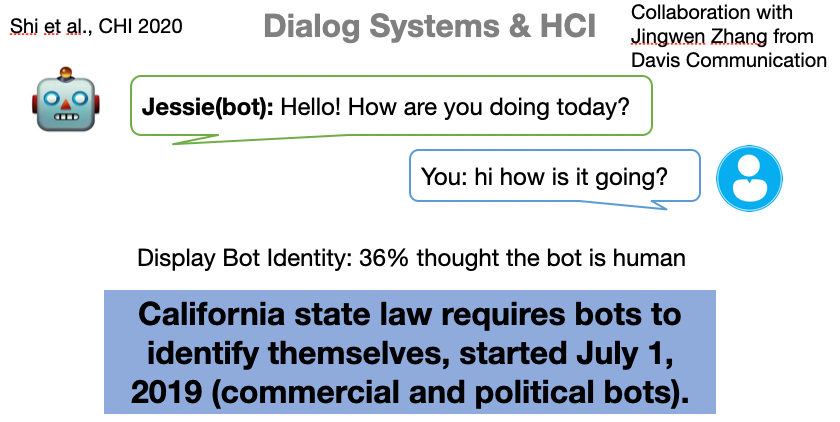 Shi et al., CHI 2020
Dialog Systems & HCI
Collaboration with
Jingwen Zhang from
Davis Communication
Jessie(bot): Hello! How are you doing today?
You: hi how is it going?
Display Bot Identity: 36% thought the bot is human
California state law requires bots to
identify themselves, started July 1,
2019 (commercial and political bots).